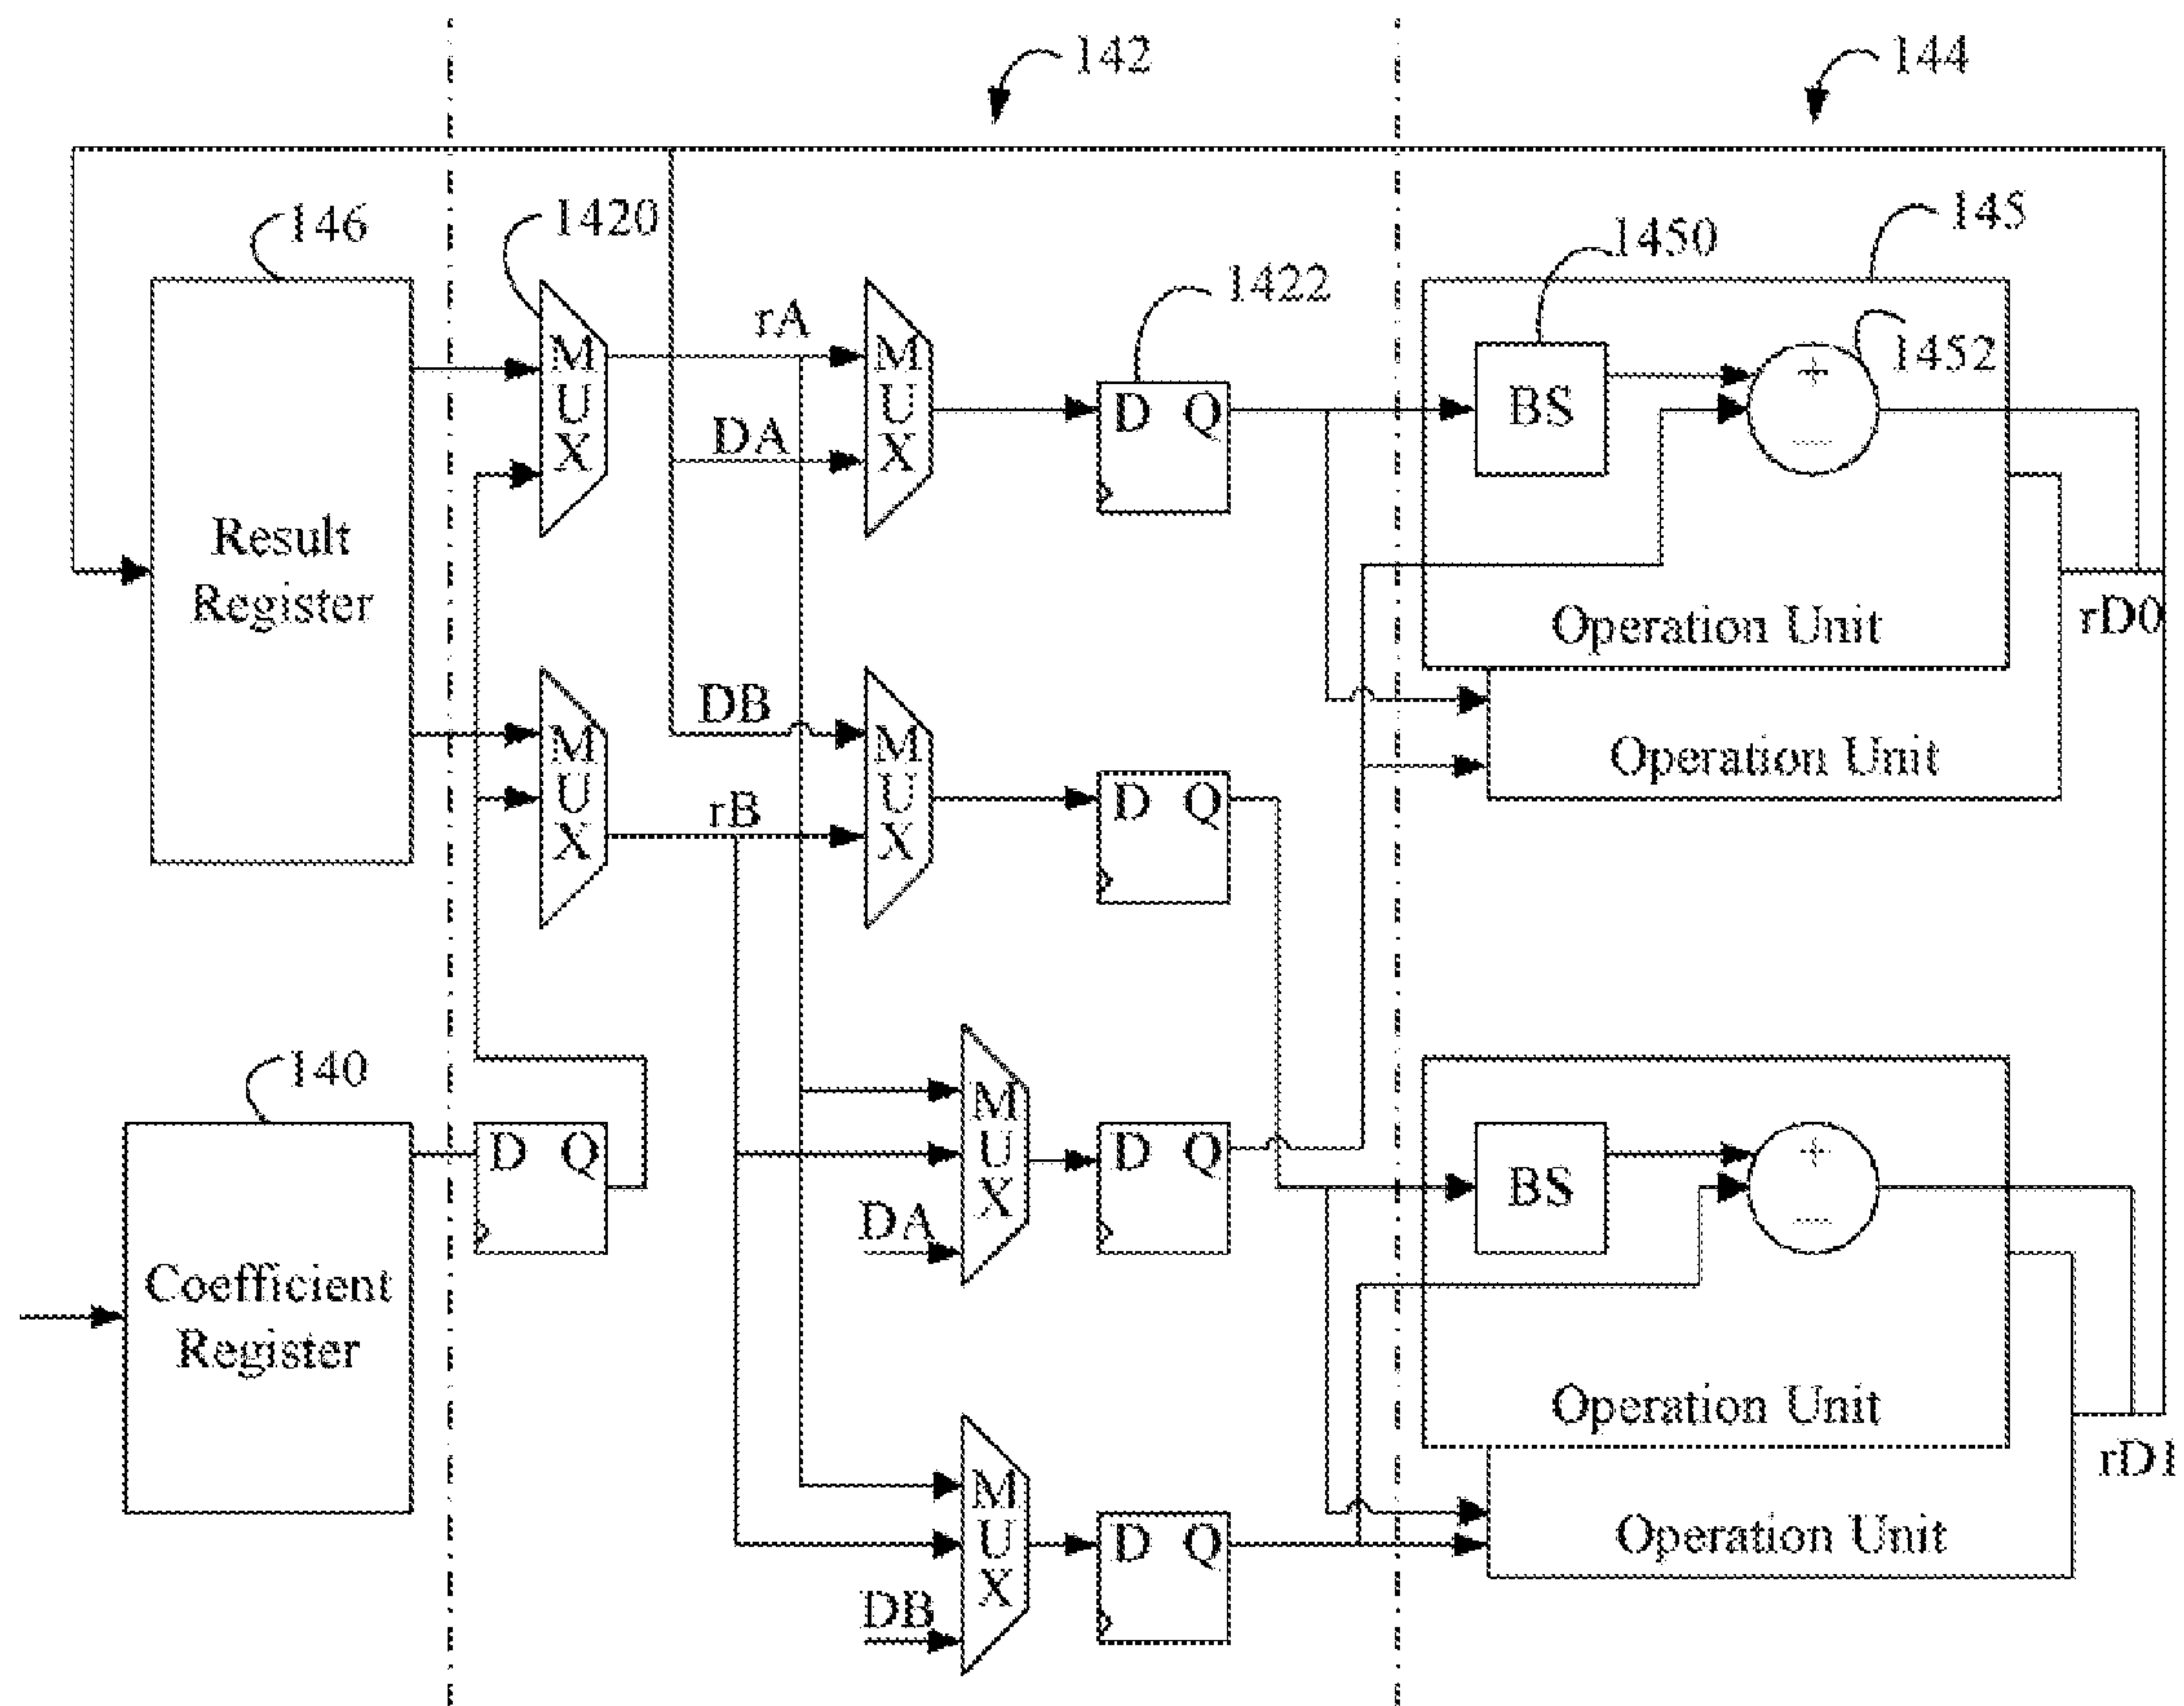 142
144
146
1420
145
1450
1452
1422
rA
MUX
MUX
D Q
BS
+
-
DA
Result
Register
Operation Unit
rD0
DB
MUX
MUX
Operation Unit
rB
D Q
140
MUX
D Q
D Q
BS
+
-
DA
Coefficient
Register
Operation Unit
rD1
MUX
D Q
Operation Unit
DB